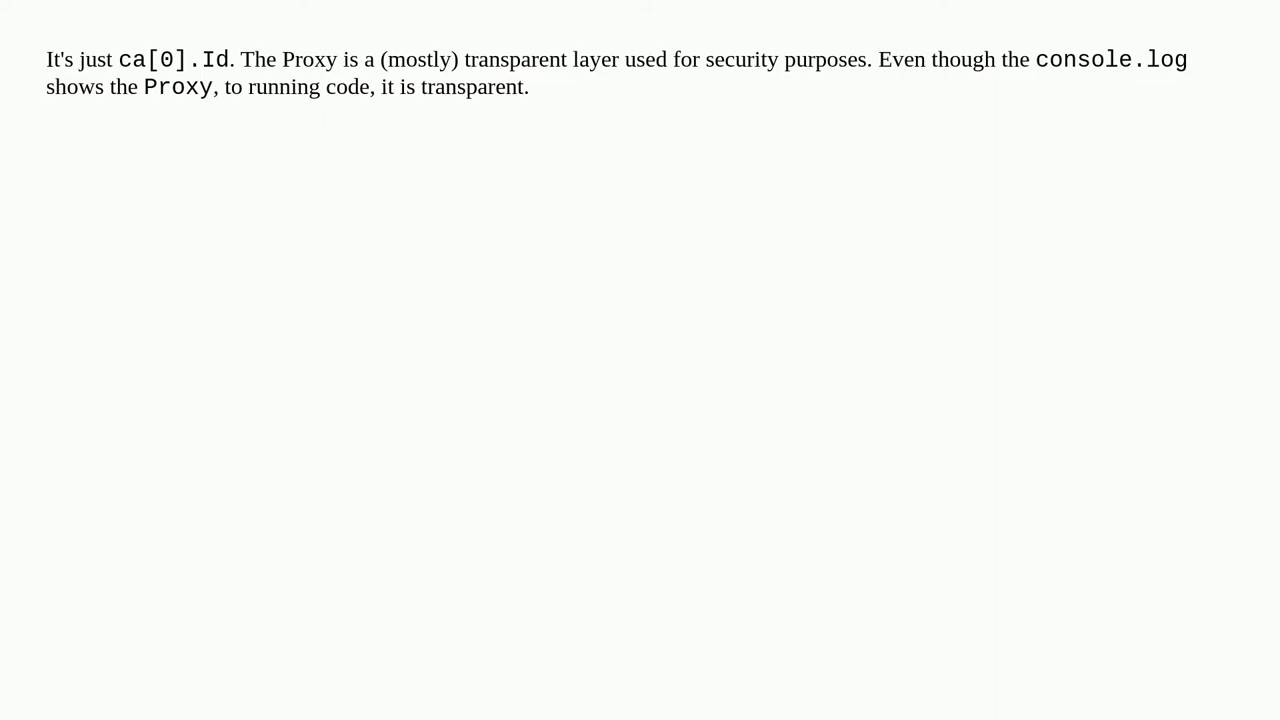 It's just ca[0].Id. The Proxy is a (mostly) transparent layer used for security purposes. Even though the console.log
shows the Proxy, to running code, it is transparent.